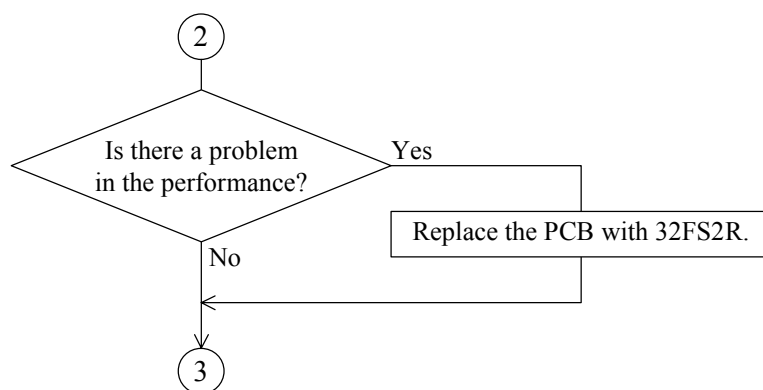 2
Is there a problem
in the performance?
Yes
Replace the PCB with 32FS2R.
No
3